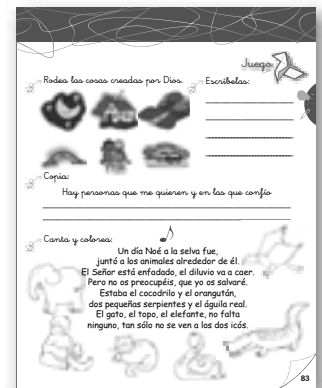 Juego
Rodea las cosas creadas por Dios.
Escríbelas:
Copia:
Hay personas que me quieren y en las que confío
Canta y colorea:
Un día Noé a la selva fue,
juntó a los animales alrededor de él.
El Señor está enfadado, el diluvio va a caer.
Pero no os preocupéis, que yo os salvaré.
Estaba el cocodrilo y el orangután,
dos pequeñas serpientes y el águila real.
El gato, el topo, el elefante, no falta
ninguno, tan sólo no se ven a los dos icós.
83